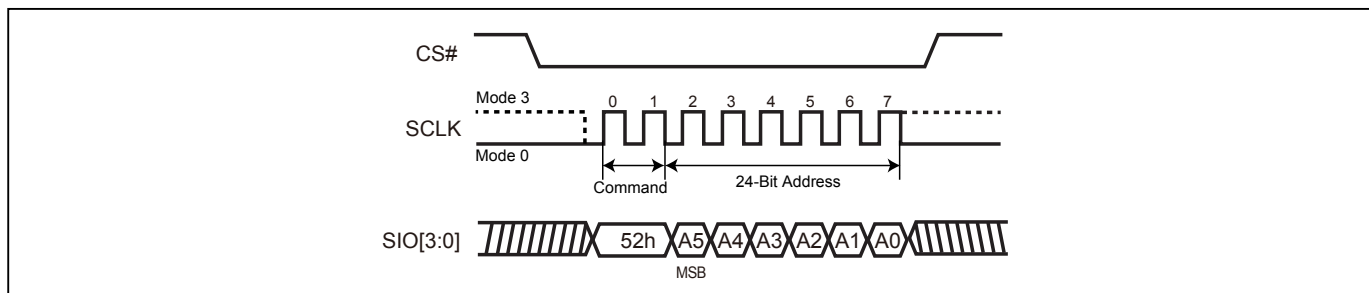 CS#
Mode 3
0 1 2 3 4 5 6 7
SCLK
Mode 0
Command
24-Bit Address
SIO[3:0]
52h A5 A4 A3 A2 A1 A0
MSB